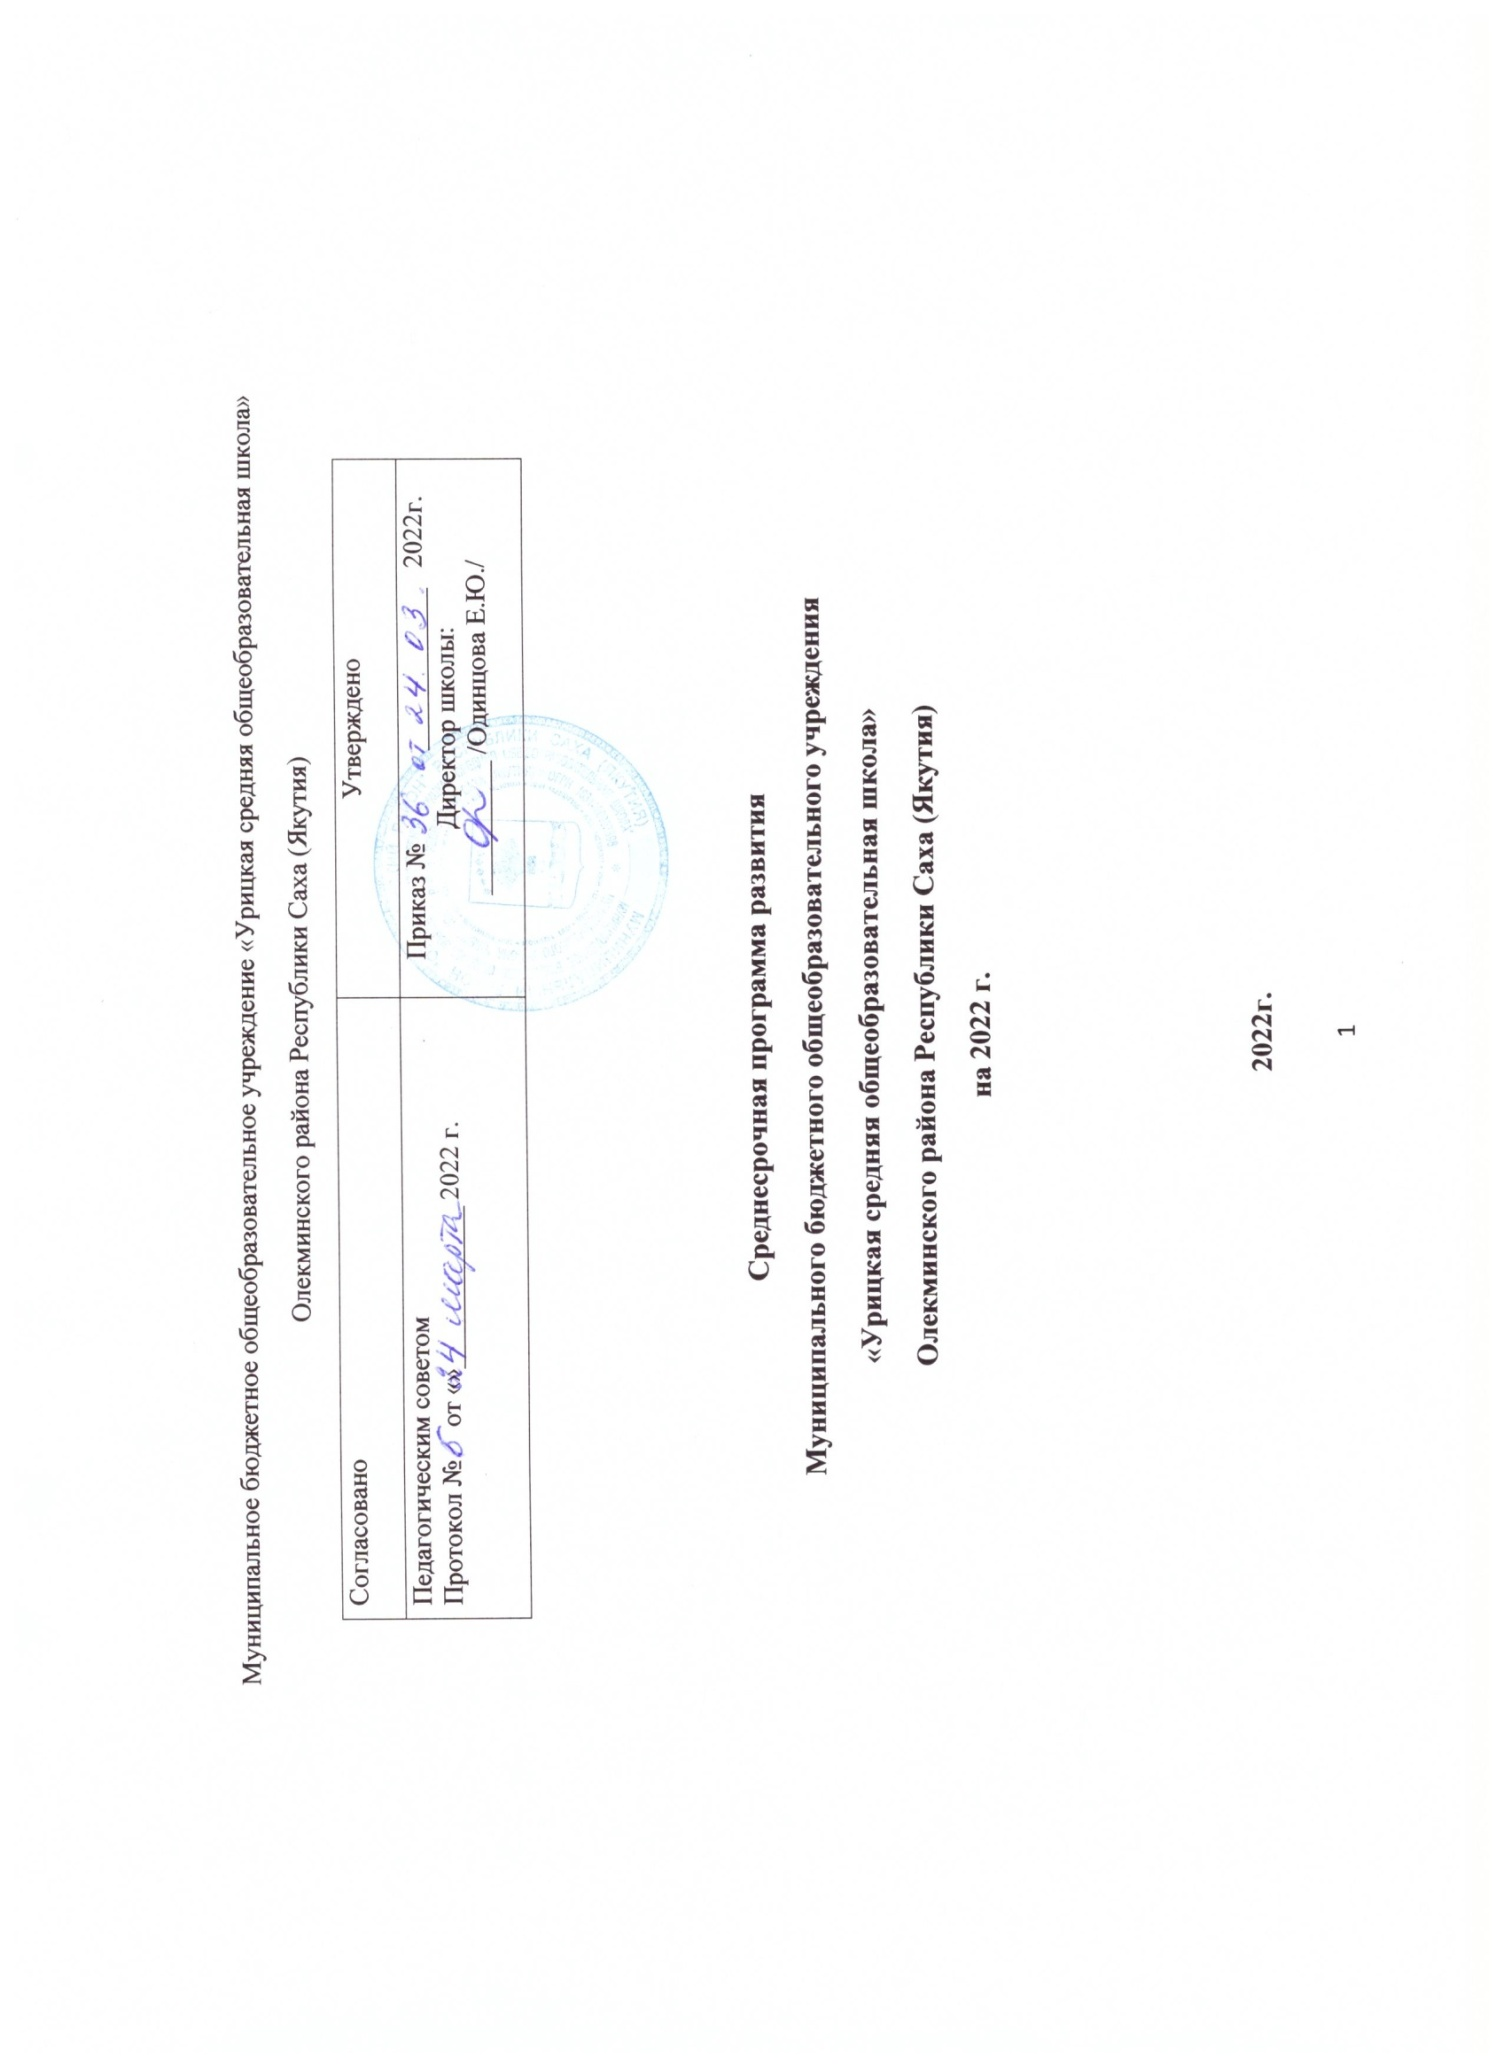 Муниципальное бюджетное общеобразовательное учреждение «Урицкая средняя общеобразовательная школа»
Олекминского района Республики Саха (Якутия)
Согласовано
Утверждено
Педагогическим советом
Протокол № от «24 марта 2022 г.
Приказ № 36 от 24. 03. 2022г.
Директор школы:
/Одинцова Е.Ю./
САХА (ЯКУТИЯ)
Среднесрочная программа развития
Муниципального бюджетного общеобразовательного учреждения
«Урицкая средняя общеобразовательная школа»
Олекминского района Республики Саха (Якутия)
на 2022 г.
2022г.
1